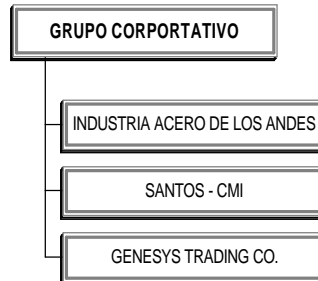 GRUPO CORPORTATIVO
INDUSTRIA ACERO DE LOS ANDES
SANTOS - CMI
GENESYS TRADING CO.